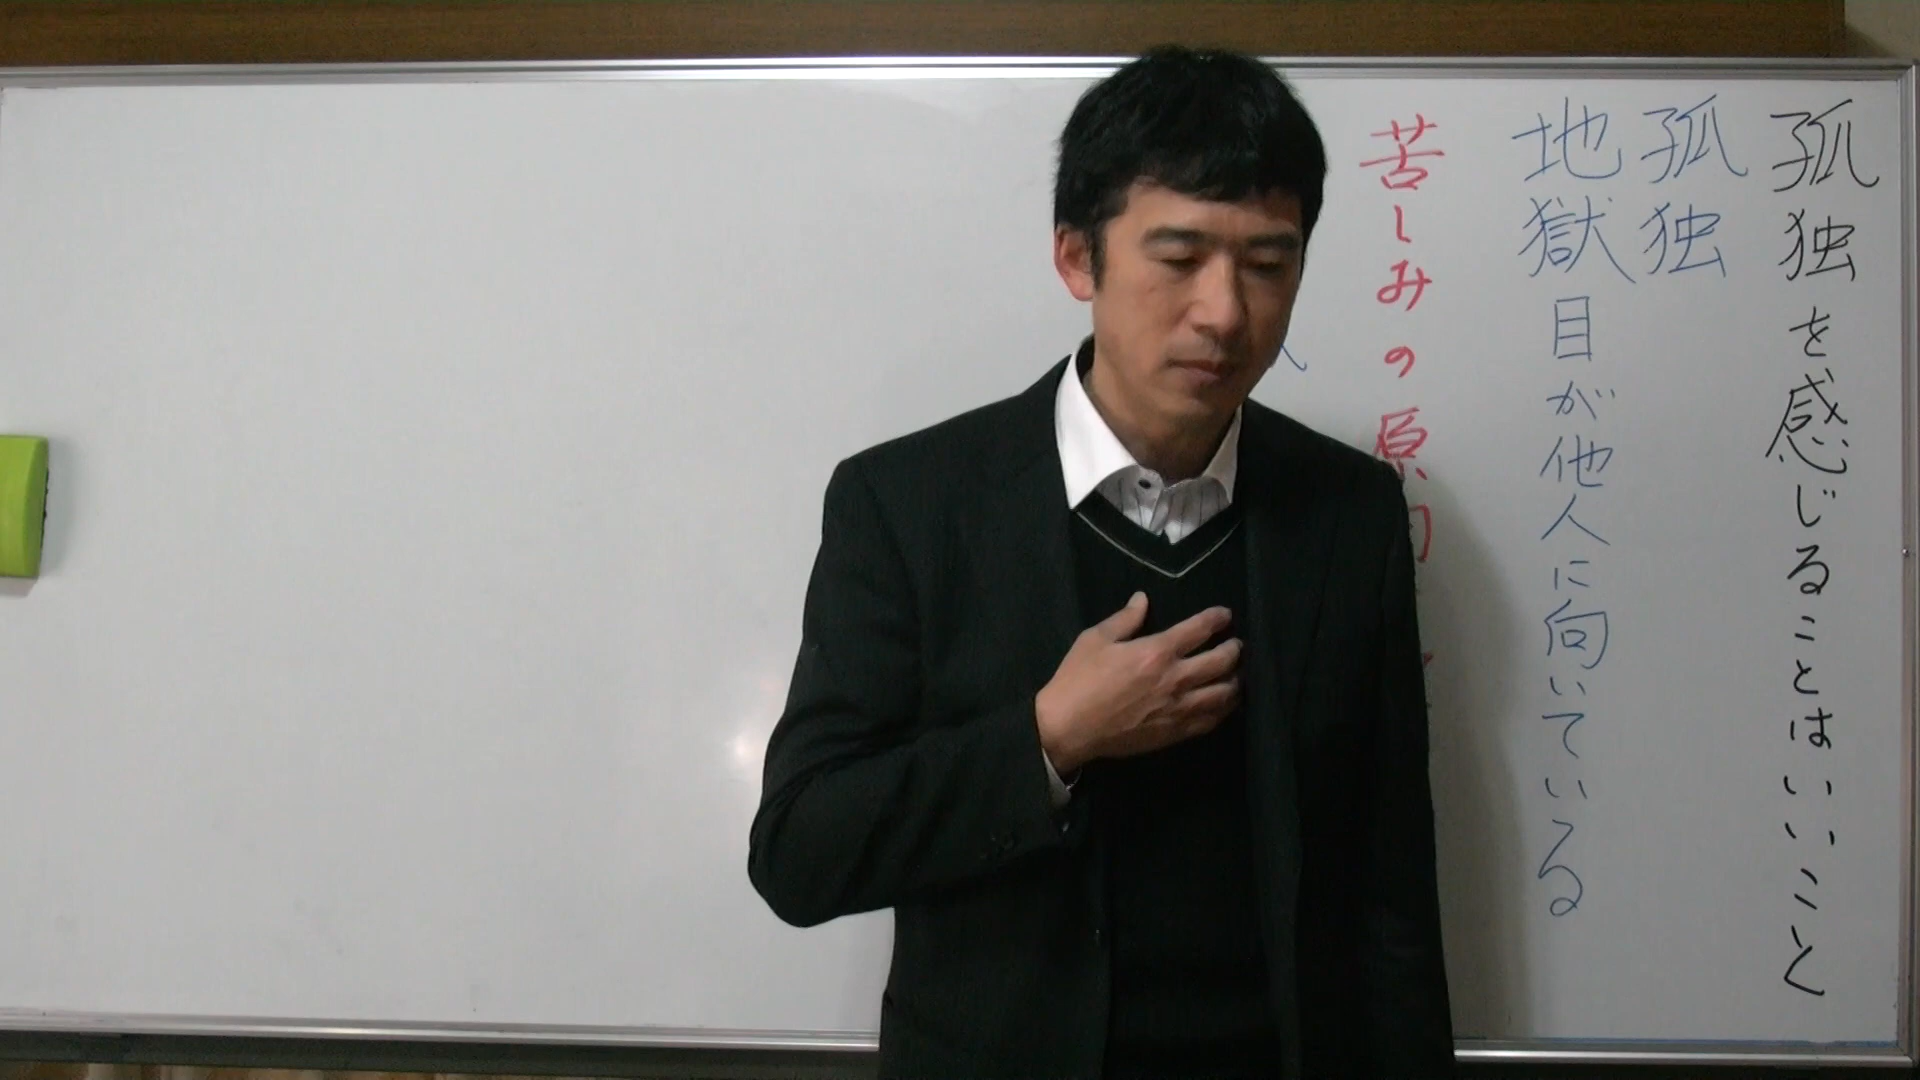 孤独を感じることはいいこと
孤独
地獄目が他人に向いている
苦しみの原